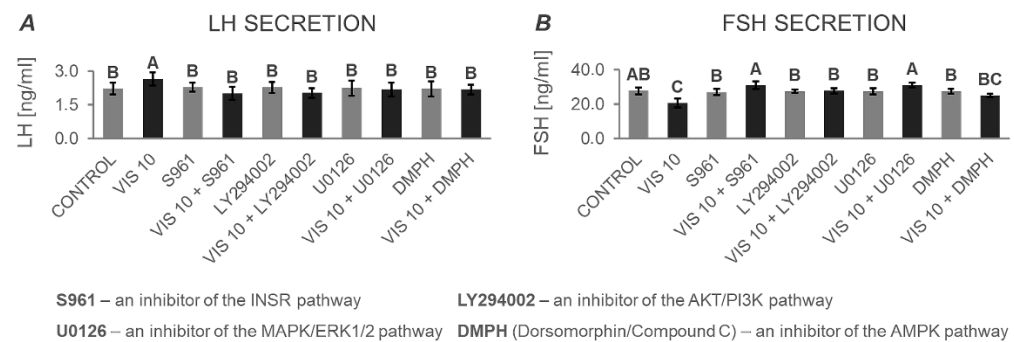 A LH SECRETION
LH [ng/ml]
3.0
1.5
0.0
B A B B B B B B B B
CONTROL
VIS 10
S961
VIS 10 + S961
LY294002
VIS 10 + LY294002
U0126
VIS 10 + U0126
DMPH
VIS 10 + DMPH
B FSH SECRETION
FSH [ng/ml]
40.0
20.0
0.0
AB C B A B B B A B BC
CONTROL
VIS 10
S961
VIS 10 + S961
LY294002
VIS 10 + LY294002
U0126
VIS 10 + U0126
DMPH
VIS 10 + DMPH
S961 – an inhibitor of the INSR pathway
LY294002 – an inhibitor of the AKT/PI3K pathway
U0126 – an inhibitor of the MAPK/ERK1/2 pathway
DMPH (Dorsomorphin/Compound C) – an inhibitor of the AMPK pathway